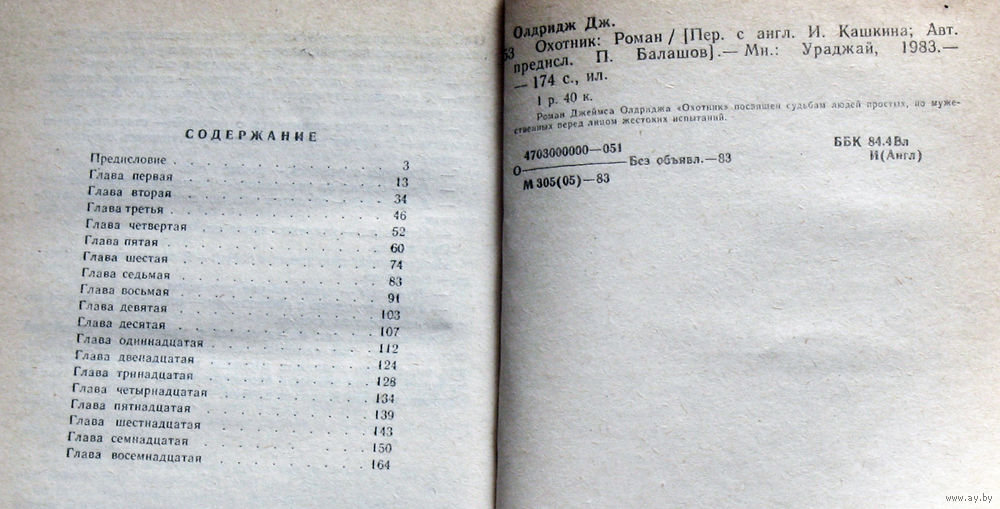 СОДЕРЖАНИЕ
Предисловие . . . . . . . . . . 3
Глава первая . . . . . . . . . . 13
Глава вторая . . . . . . . . . . 34
Глава третья . . . . . . . . . . 46
Глава четвертая . . . . . . . . . . 52
Глава пятая . . . . . . . . . . 60
Глава шестая . . . . . . . . . . 74
Глава седьмая . . . . . . . . . . 83
Глава восьмая . . . . . . . . . . 91
Глава девятая . . . . . . . . . . 103
Глава десятая . . . . . . . . . . 107
Глава одиннадцатая . . . . . . . . . . 112
Глава двенадцатая . . . . . . . . . . 124
Глава тринадцатая . . . . . . . . . . 128
Глава четырнадцатая . . . . . . . . . . 134
Глава пятнадцатая . . . . . . . . . . 139
Глава шестнадцатая . . . . . . . . . . 143
Глава семнадцатая . . . . . . . . . . 150
Глава восемнадцатая . . . . . . . . . . 164
Олдридж Дж.
53 Охотник: Роман / [Пер. с англ. И. Кашкина; Авт.
предисл. П. Балашов].— Мн.: Ураджай, 1983.—
— 174 с., ил.
1 р. 40 к.
Роман Джеймса Олдриджа «Охотник» посвящен судьбам людей простых, но муже-
ственных перед лицом жестоких испытаний.
4703000000—051
О————Без объявл.—83
М 305(05)—83
ББК 84.4Вл
И(Англ)
www.ay.by